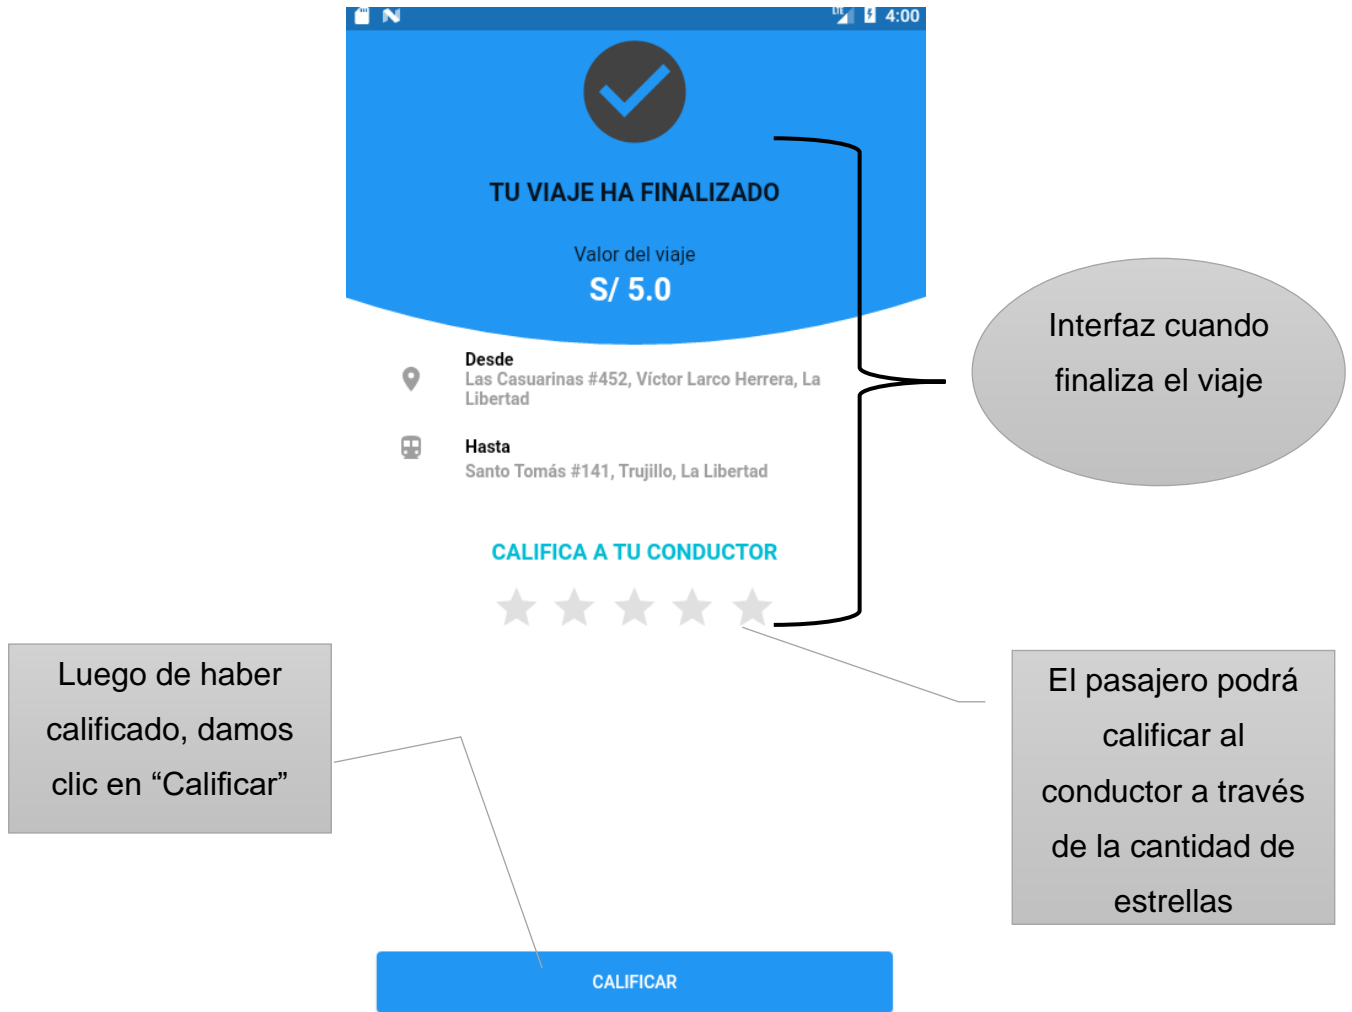 LTE 4:00
TU VIAJE HA FINALIZADO
Valor del viaje
S/ 5.0
Desde
Las Casuarinas #452, Víctor Larco Herrera, La
Libertad
Hasta
Santo Tomás #141, Trujillo, La Libertad
CALIFICA A TU CONDUCTOR
Interfaz cuando
finaliza el viaje
Luego de haber
calificado, damos
clic en “Calificar”
El pasajero podrá
calificar al
conductor a través
de la cantidad de
estrellas
CALIFICAR